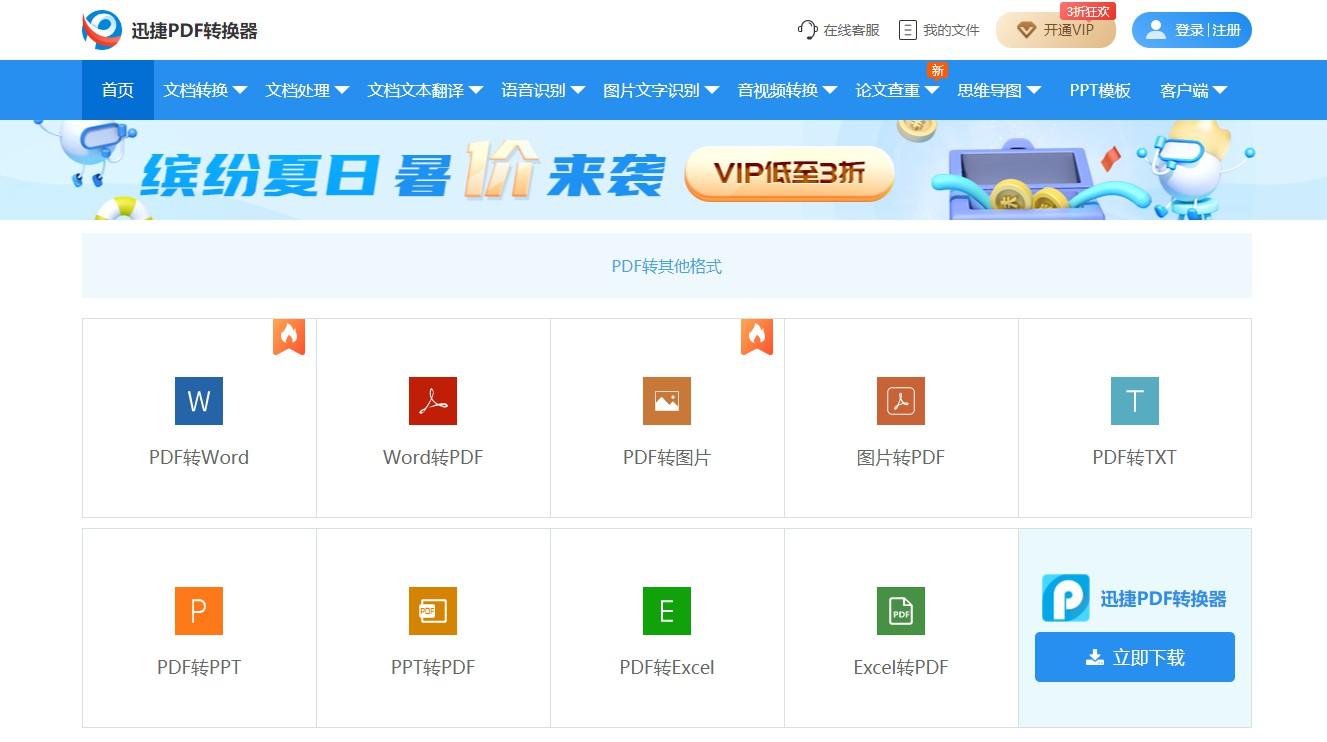 迅捷PDF转换器
在线客服
我的文件
3折狂欢
开通VIP
登录|注册
首页
文档转换
文档处理
文档文本翻译
语音识别
图片文字识别
音视频转换
论文查重
新
思维导图
PPT模板
客户端
缤纷夏日 暑价来袭
VIP低至3折
PDF转其他格式
W
T
PDF转Word
Word转PDF
PDF转图片
图片转PDF
PDF转TXT
P
PDF
E
PDF
迅捷PDF转换器
立即下载
PDF转PPT
PPT转PDF
PDF转Excel
Excel转PDF